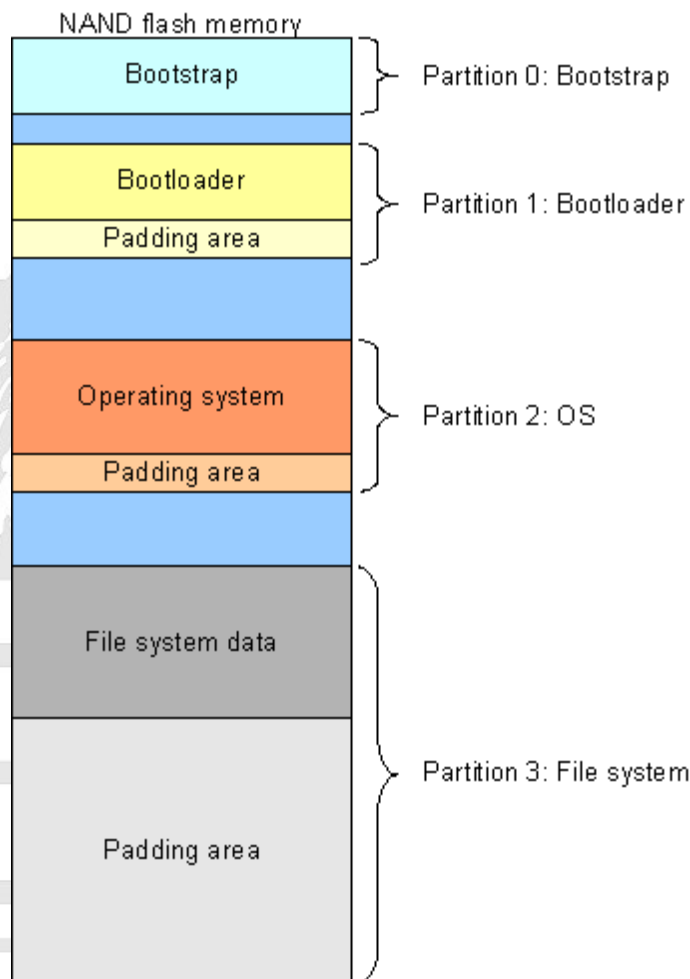 NAND flash memory
Bootstrap
Partition 0: Bootstrap
Bootloader
Partition 1: Bootloader
Padding area
Operating system
Partition 2: OS
Padding area
File system data
Partition 3: File system
Padding area